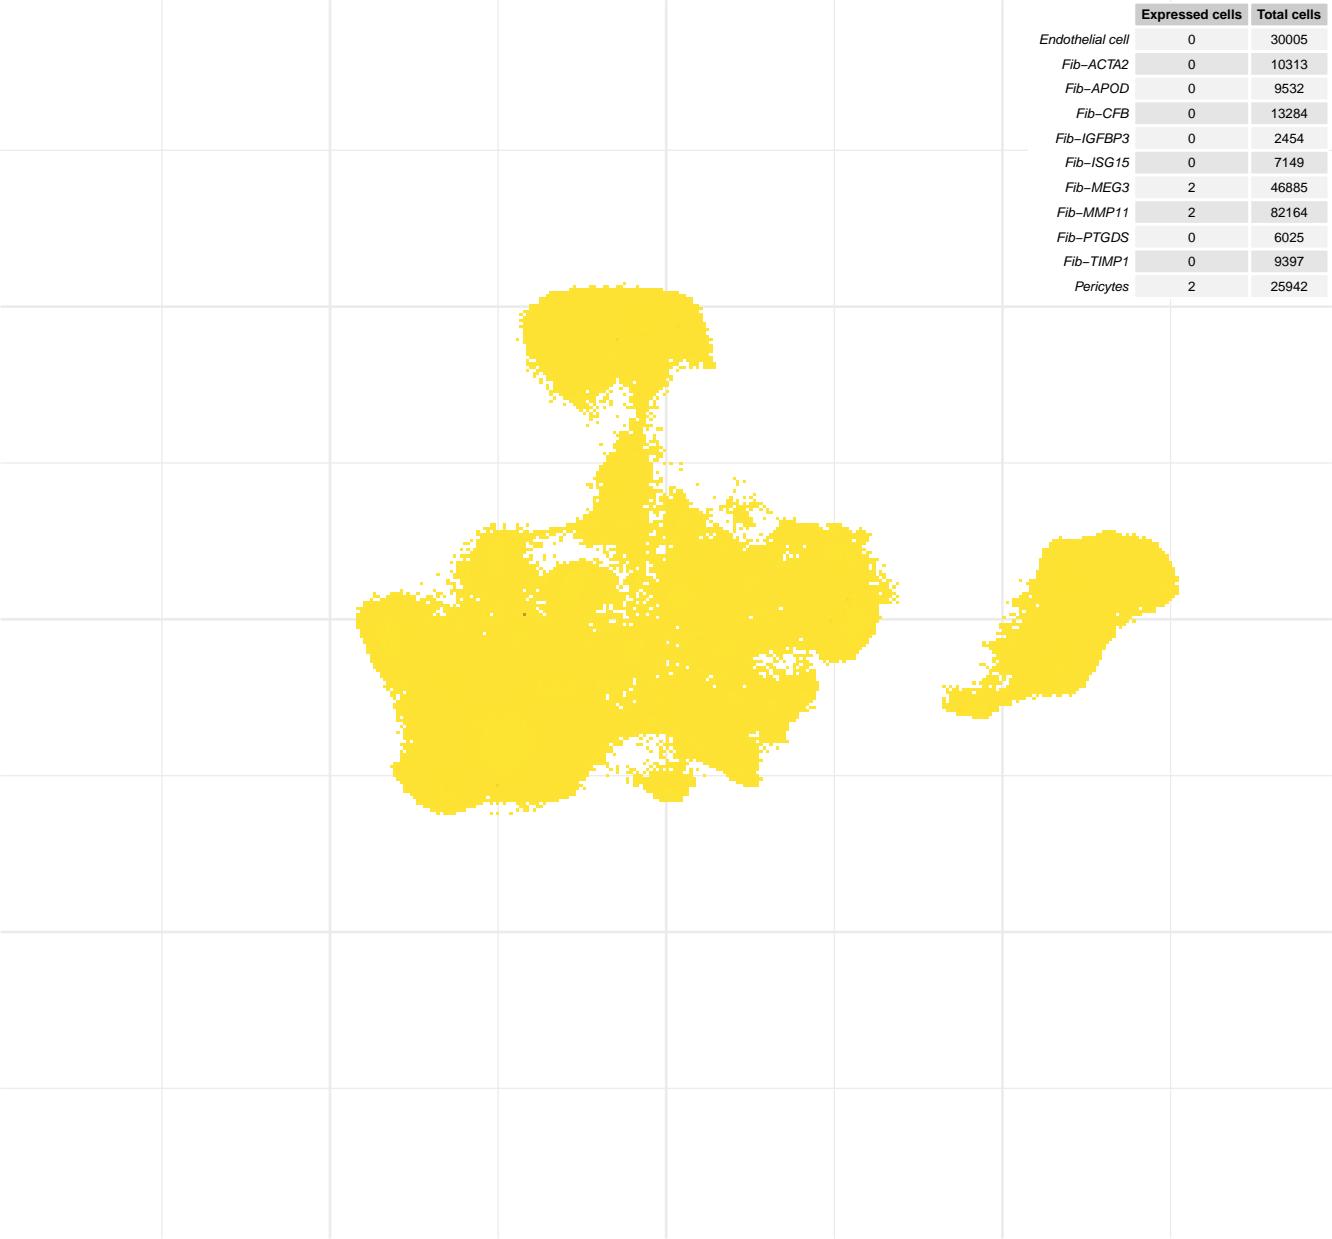 Expressed cells Total cells
Endothelial cell 0 30005
Fib−ACTA2 0 10313
Fib−APOD 0 9532
Fib−CFB 0 13284
Fib−IGFBP3 0 2454
Fib−ISG15 0 7149
Fib−MEG3 2 46885
Fib−MMP11 2 82164
Fib−PTGDS 0 6025
Fib−TIMP1 0 9397
Pericytes 2 25942